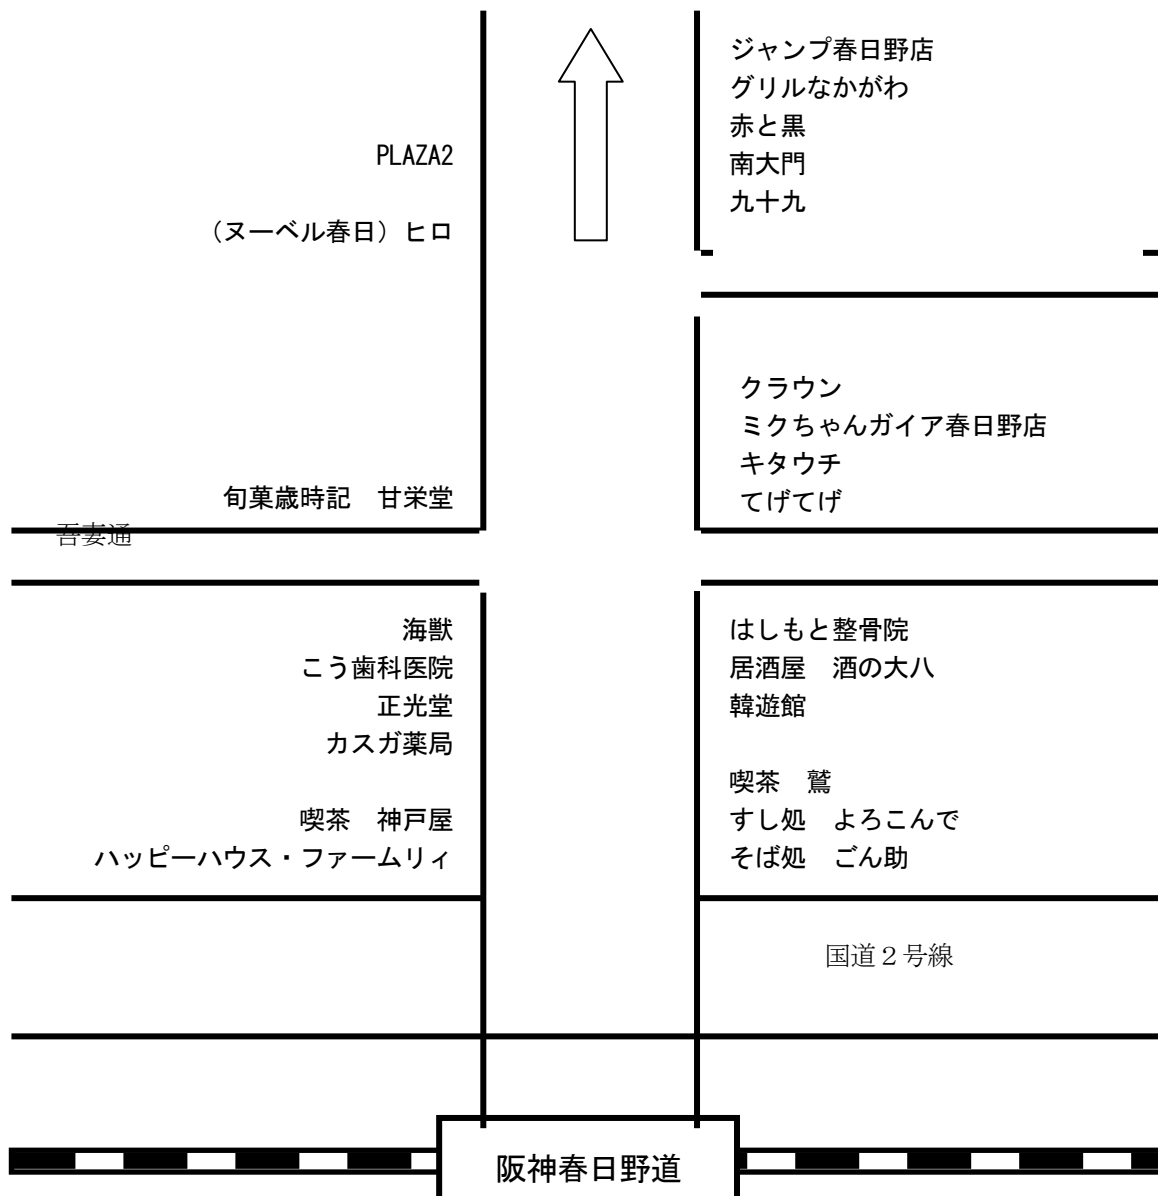 ジャンプ春日野店
グリルなかがわ
赤と黒
南大門
九十九
PLAZA2
（ヌーベル春日）ヒロ
クラウン
ミクちゃんガイア春日野店
キタウチ
てげてげ
旬菓歳時記　甘栄堂
吾妻通
海獣
こう歯科医院
正光堂
カスガ薬局
喫茶　神戸屋
ハッピーハウス・ファームリィ
はしもと整骨院
居酒屋　酒の大八
韓遊館
喫茶　鷲
すし処　よろこんで
そば処　ごん助
国道２号線
阪神春日野道